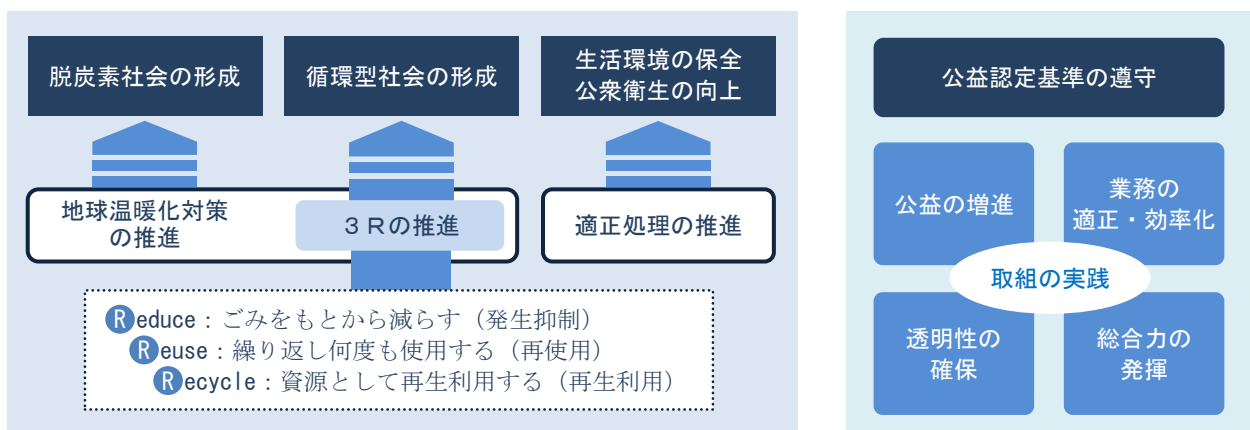 脱炭素社会の形成
循環型社会の形成
生活環境の保全
公衆衛生の向上
地球温暖化対策
の推進
3Rの推進
適正処理の推進
Reduce：ごみをもとから減らす（発生抑制）
Reuse：繰り返し何度も使用する（再使用）
Recycle：資源として再生利用する（再生利用）
公益認定基準の遵守
公益の増進
業務の
適正・効率化
取組の実践
透明性の
確保
総合力の
発揮